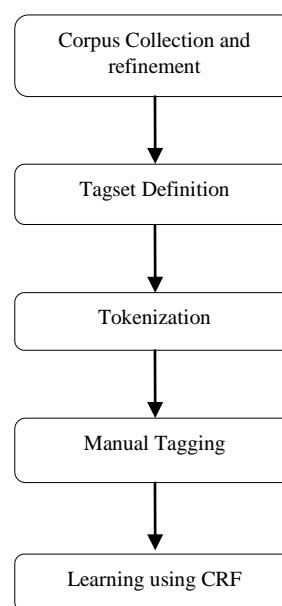 Corpus Collection and
refinement
Tagset Definition
Tokenization
Manual Tagging
Learning using CRF